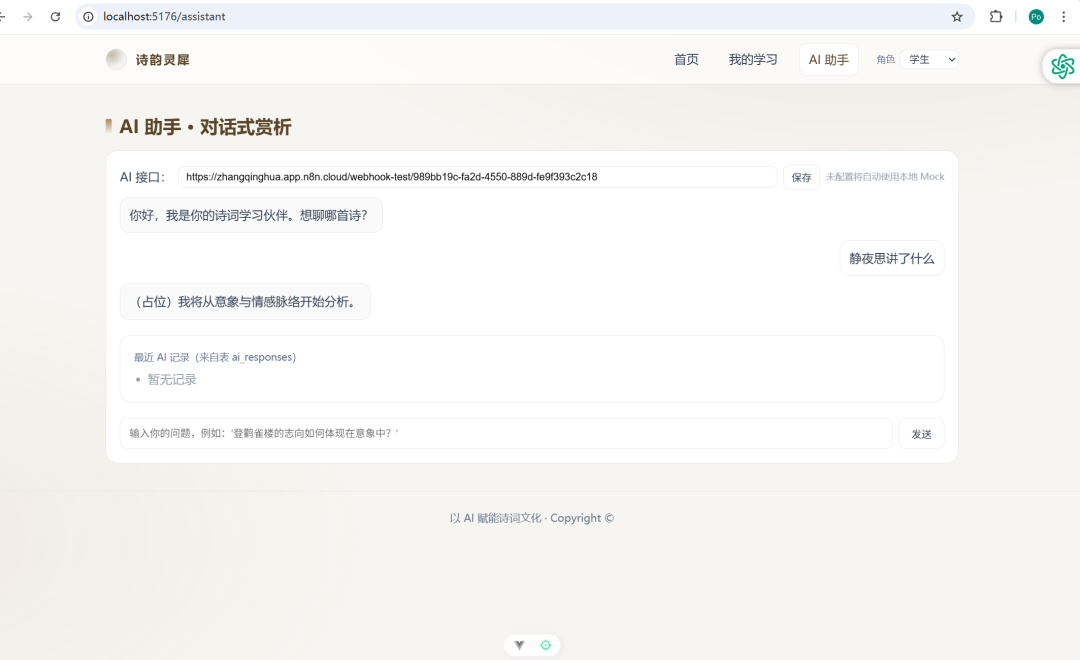 localhost:5176/assistant
Po
诗韵灵犀
首页 我的学习 AI 助手 角色 学生
AI 助手 • 对话式赏析
AI 接口： https://zhangqinghua.app.n8n.cloud/webhook-test/989bb19c-fa2d-4550-889d-fe9f393c2c18 保存 未配置将自动使用本地 Mock
你好，我是你的诗词学习伙伴。想聊哪首诗？
静夜思讲了什么
（占位）我将从意象与情感脉络开始分析。
最近 AI 记录（来自表 ai_responses）
• 暂无记录
输入你的问题，例如：‘登鹳雀楼的志向如何体现在意象中？’ 发送
以 AI 赋能诗词文化 · Copyright ©